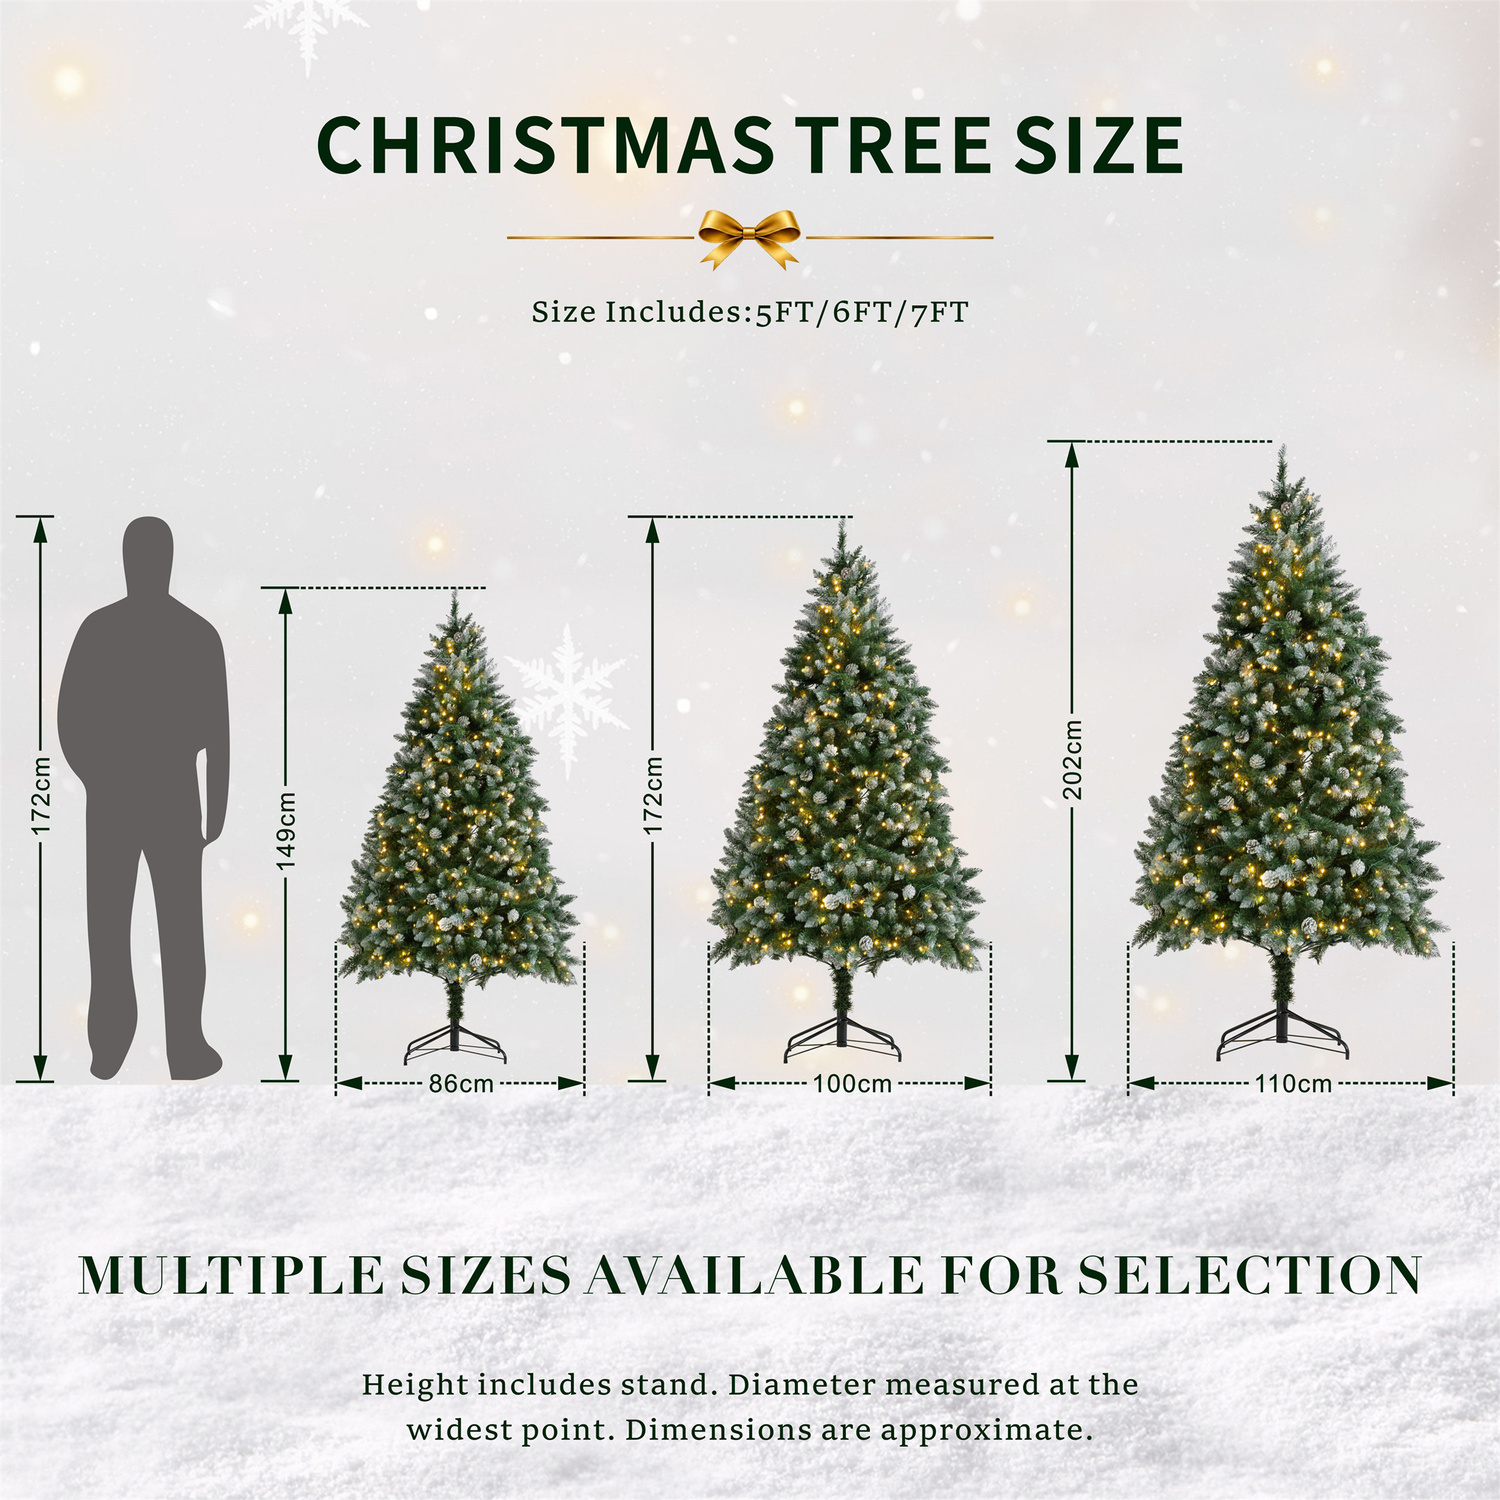 CHRISTMAS TREE SIZE
Size Includes:5FT/6FT/7FT
172cm
149cm
86cm
172cm
100cm
202cm
110cm
MULTIPLE SIZES AVAILABLE FOR SELECTION
Height includes stand. Diameter measured at the
widest point. Dimensions are approximate.